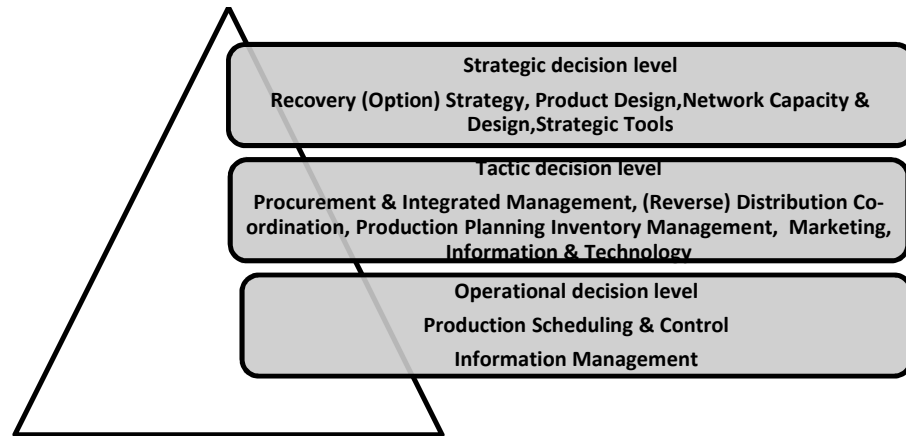 Strategic decision level
Recovery (Option) Strategy, Product Design,Network Capacity &
Design,Strategic Tools
Tactic decision level
Procurement & Integrated Management, (Reverse) Distribution Co-
ordination, Production Planning Inventory Management, Marketing,
Information & Technology
Operational decision level
Production Scheduling & Control
Information Management